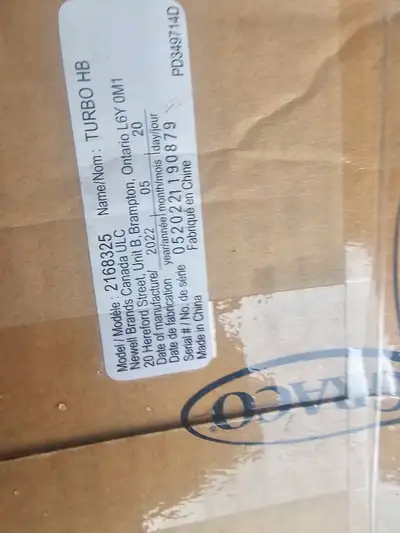 Model / Modèle : 2168325 Name/Nom : TURBO HB
Newell Brands Canada ULC
20 Hereford Street, Unit B, Brampton, Ontario L6Y 0M1
Date of manufacture/ 2022 05 20
Date de fabrication year/année month/mois day/jour
Serial # / No. de série 0520221190879
Made in China Fabriqué en Chine PD349714D
GRACO